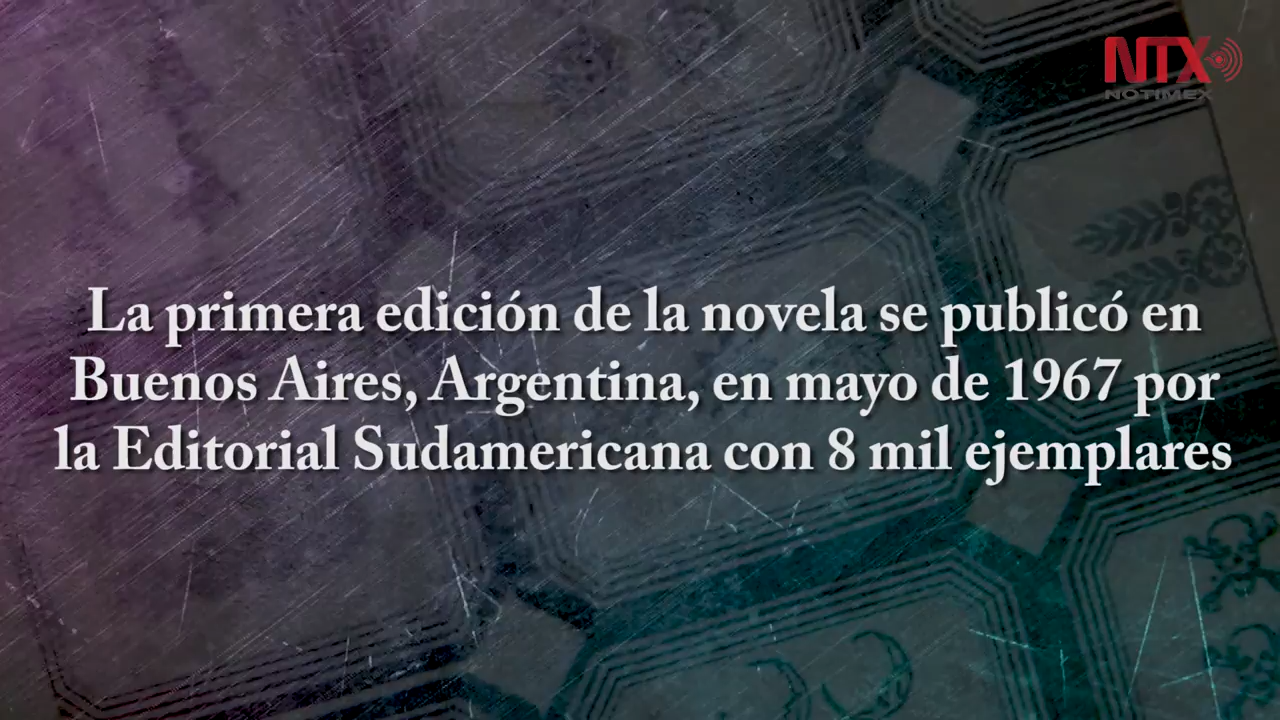 NTX
NOTIMEX
La primera edición de la novela se publicó en
Buenos Aires, Argentina, en mayo de 1967 por
la Editorial Sudamericana con 8 mil ejemplares